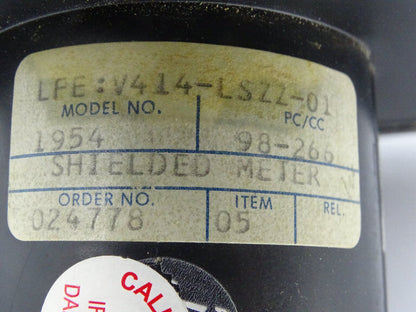 LFE:V414-LSZZ-01
MODEL NO. PC/CC
1954 98-266
SHIELDED METER
ORDER NO. ITEM REL.
024778 05
CAL